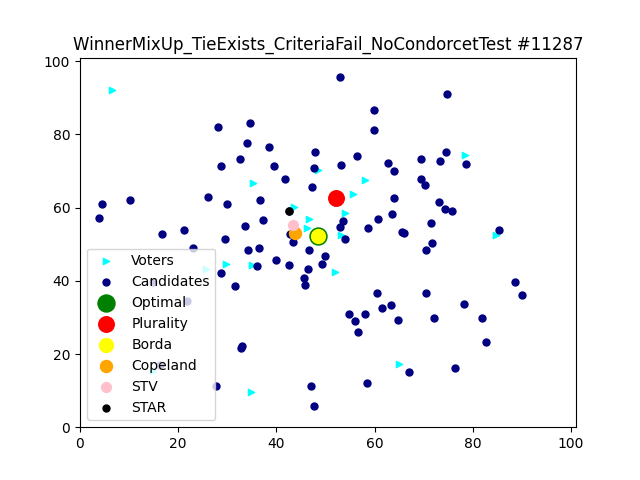 WinnerMixUp_TieExists_CriteriaFail_NoCondorcetTest #11287
100
80
60
40
20
0
0 20 40 60 80 100
Voters
Candidates
Optimal
Plurality
Borda
Copeland
STV
STAR